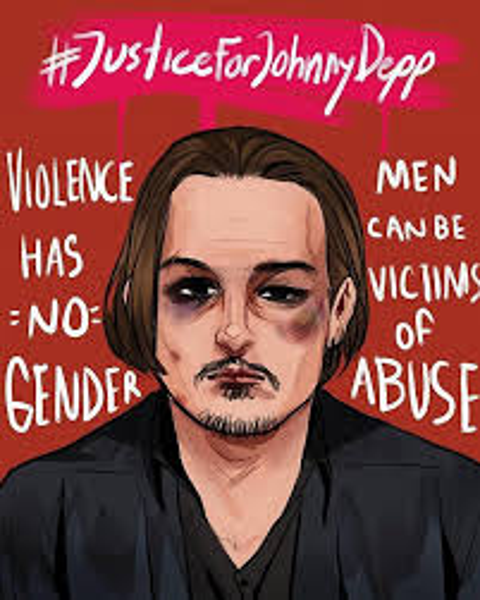 #JusticeForJohnnyDepp
VIOLENCE
HAS
=NO=
GENDER
MEN
CAN BE
VICTIMS
OF
ABUSE